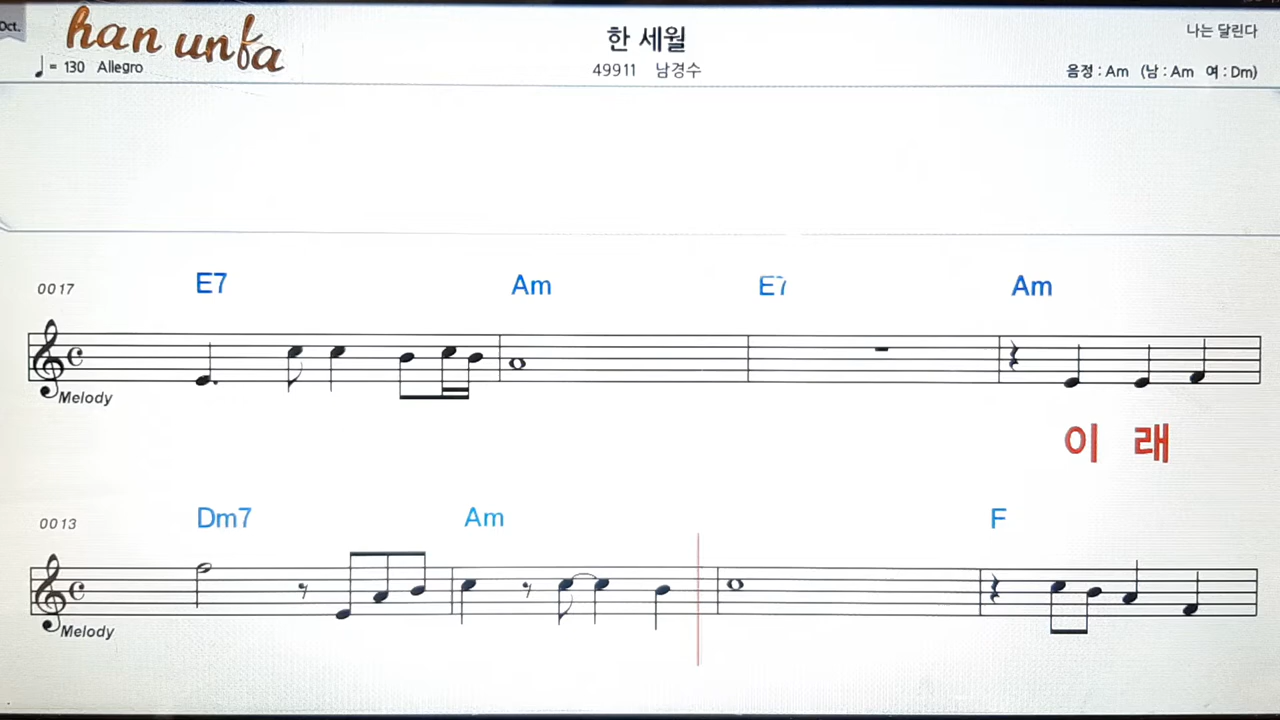 Oct.
han unfa
♩= 130 Allegro
한 세월
49911 남경수
나는 달린다
음정 : Am (남 : Am 여 : Dm)
0017
E7 Am E7 Am
Melody
이 래
0013
Dm7 Am F
Melody